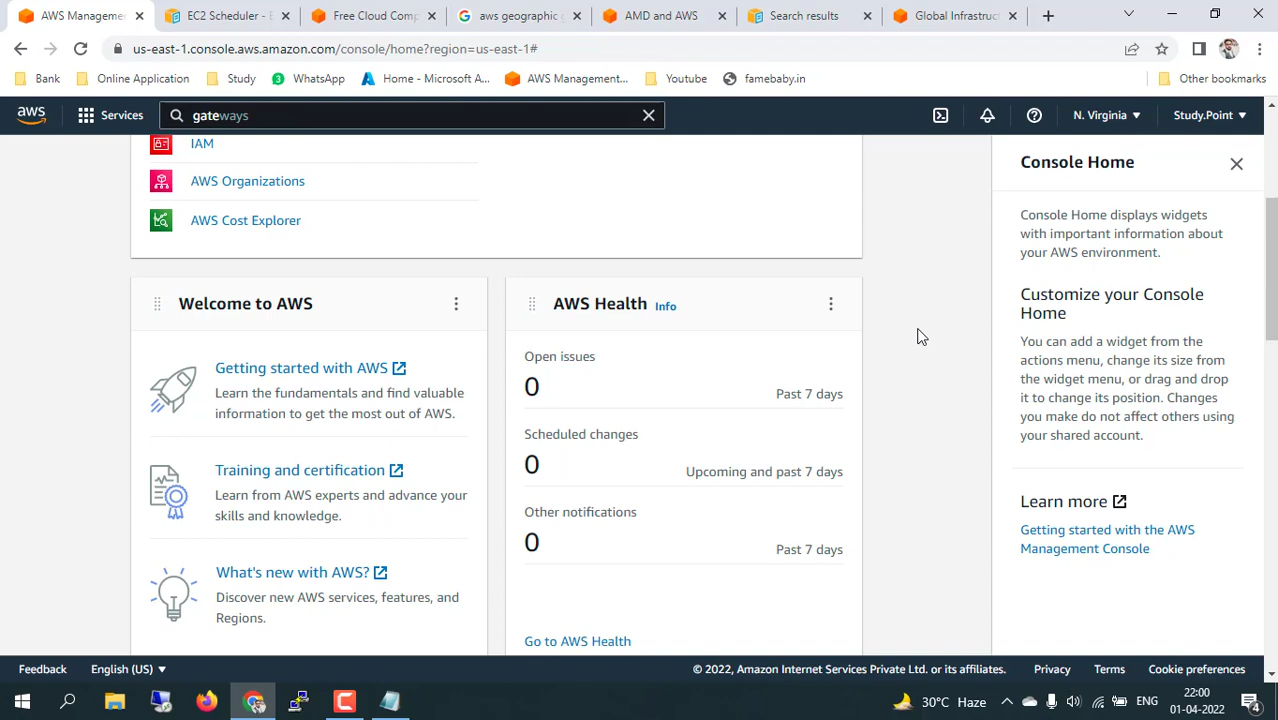 AWS Manageme
EC2 Scheduler - E
Free Cloud Comp
aws geographic g
AMD and AWS
Search results
Global Infrastruct
us-east-1.console.aws.amazon.com/console/home?region=us-east-1#
Bank
Online Application
Study
3 WhatsApp
Home - Microsoft A...
AWS Management...
Youtube
famebaby.in
Other bookmarks
aws
Services
gateways
N. Virginia
Study.Point
IAM
AWS Organizations
AWS Cost Explorer
Welcome to AWS
Getting started with AWS
Learn the fundamentals and find valuable
information to get the most out of AWS.
Training and certification
Learn from AWS experts and advance your
skills and knowledge.
What's new with AWS?
Discover new AWS services, features, and
Regions.
AWS Health Info
Open issues
0 Past 7 days
Scheduled changes
0 Upcoming and past 7 days
Other notifications
0 Past 7 days
Go to AWS Health
Console Home
Console Home displays widgets
with important information about
your AWS environment.
Customize your Console
Home
You can add a widget from the
actions menu, change its size from
the widget menu, or drag and drop
it to change its position. Changes
you make do not affect others using
your shared account.
Learn more
Getting started with the AWS
Management Console
Feedback
English (US)
© 2022, Amazon Internet Services Private Ltd. or its affiliates.
Privacy
Terms
Cookie preferences
30°C Haze
ENG
22:00
01-04-2022
4